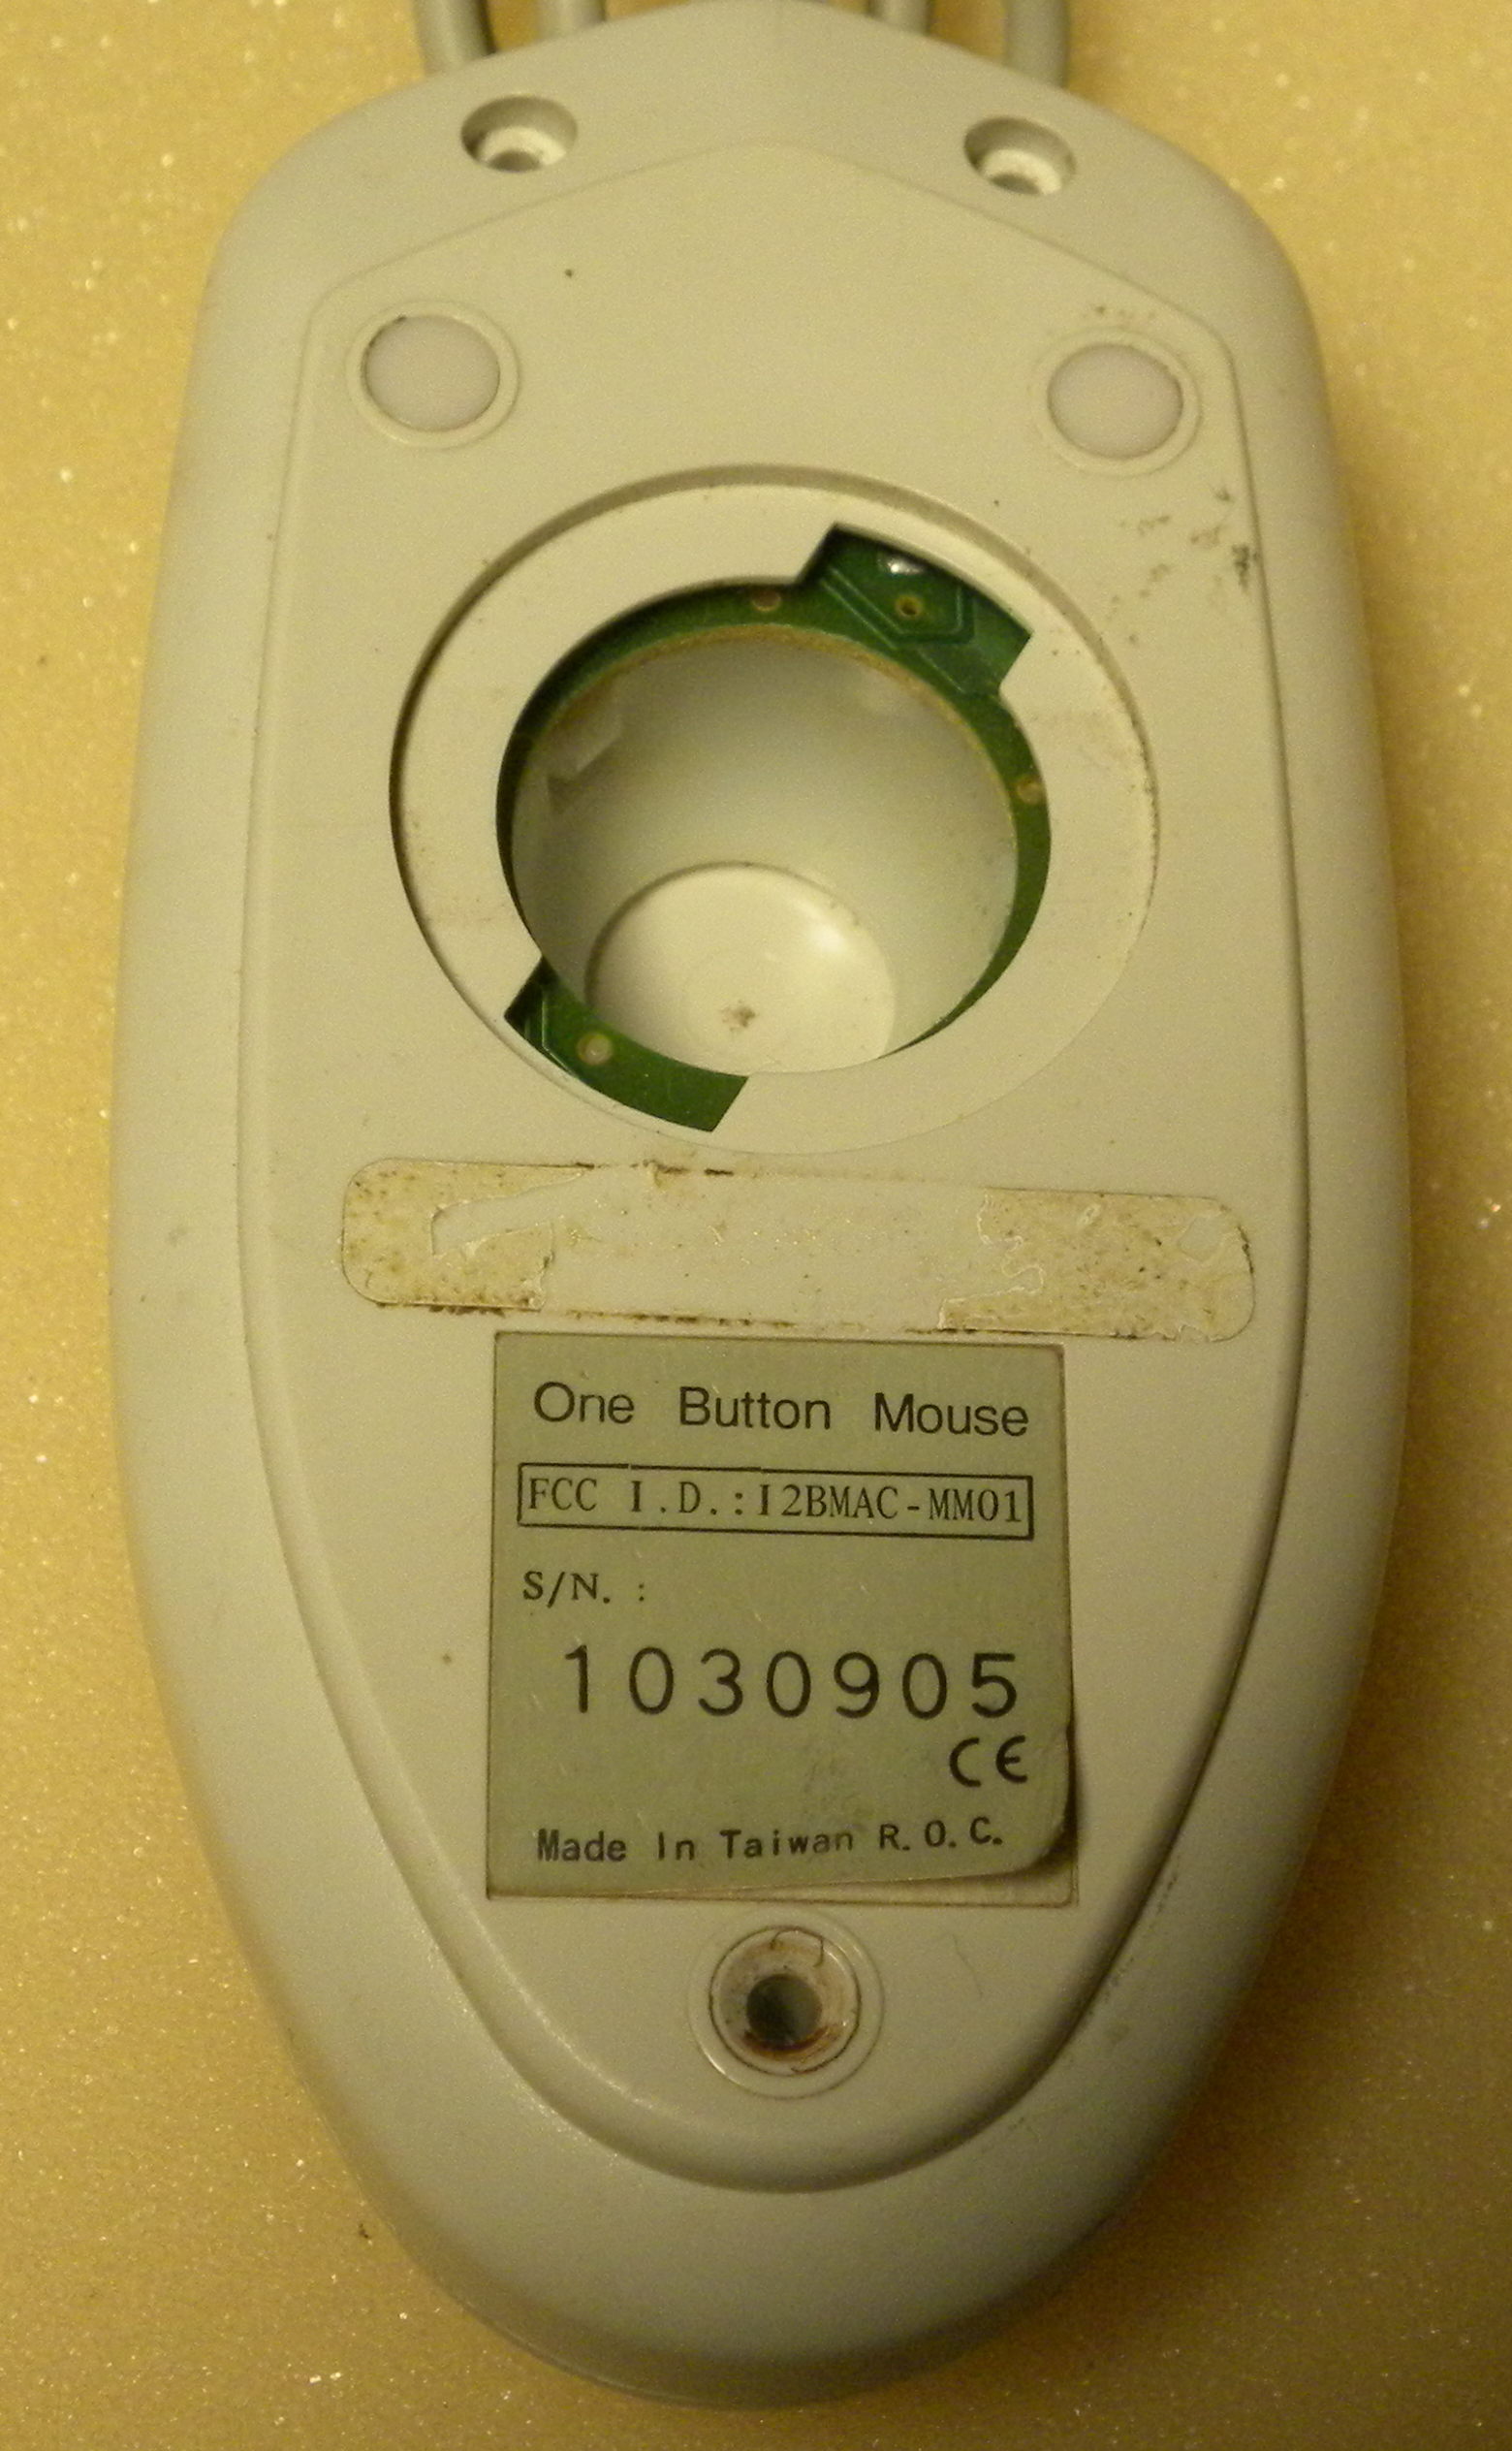 One Button Mouse
FCC I.D.:I2BMAC-MM01
S/N. :
1030905
CE
Made In Taiwan R.O.C.